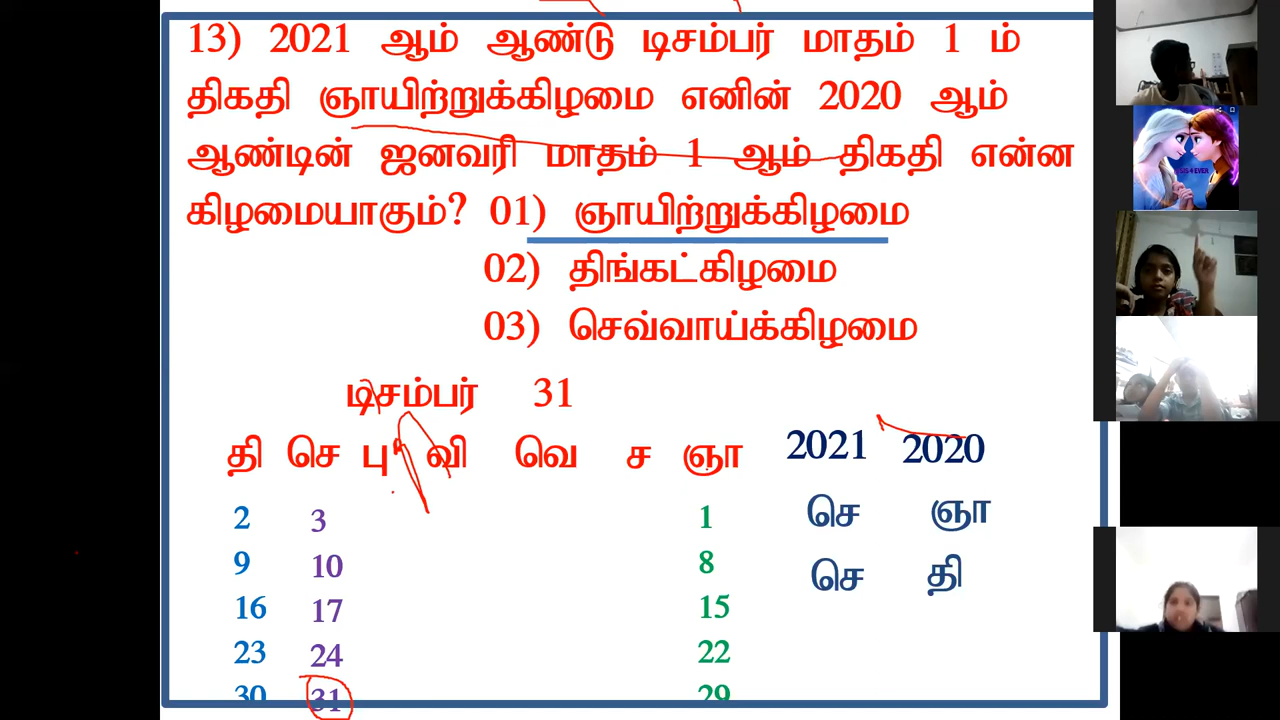 13) 2021 ஆம் ஆண்டு டிசம்பர் மாதம் 1 ம்
திகதி ஞாயிற்றுக்கிழமை எனின் 2020 ஆம்
ஆண்டின் ஜனவரி மாதம் 1 ஆம் திகதி என்ன
கிழமையாகும்? 01) ஞாயிற்றுக்கிழமை
02) திங்கட்கிழமை
03) செவ்வாய்க்கிழமை
டிசம்பர் 31
தி செ பு வி வெ ச ஞா 2021 2020
2 3 1 செ ஞா
9 10 8 செ தி
16 17 15
23 24 22
30 31 29